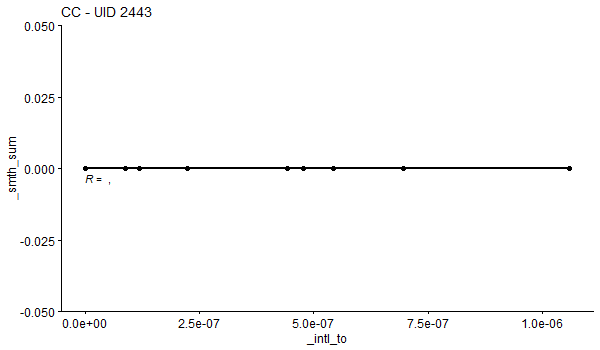 CC - UID 2443
0.050
0.025
0.000
-0.025
-0.050
_smth_sum
R = ,
0.0e+00 2.5e-07 5.0e-07 7.5e-07 1.0e-06
_intl_to